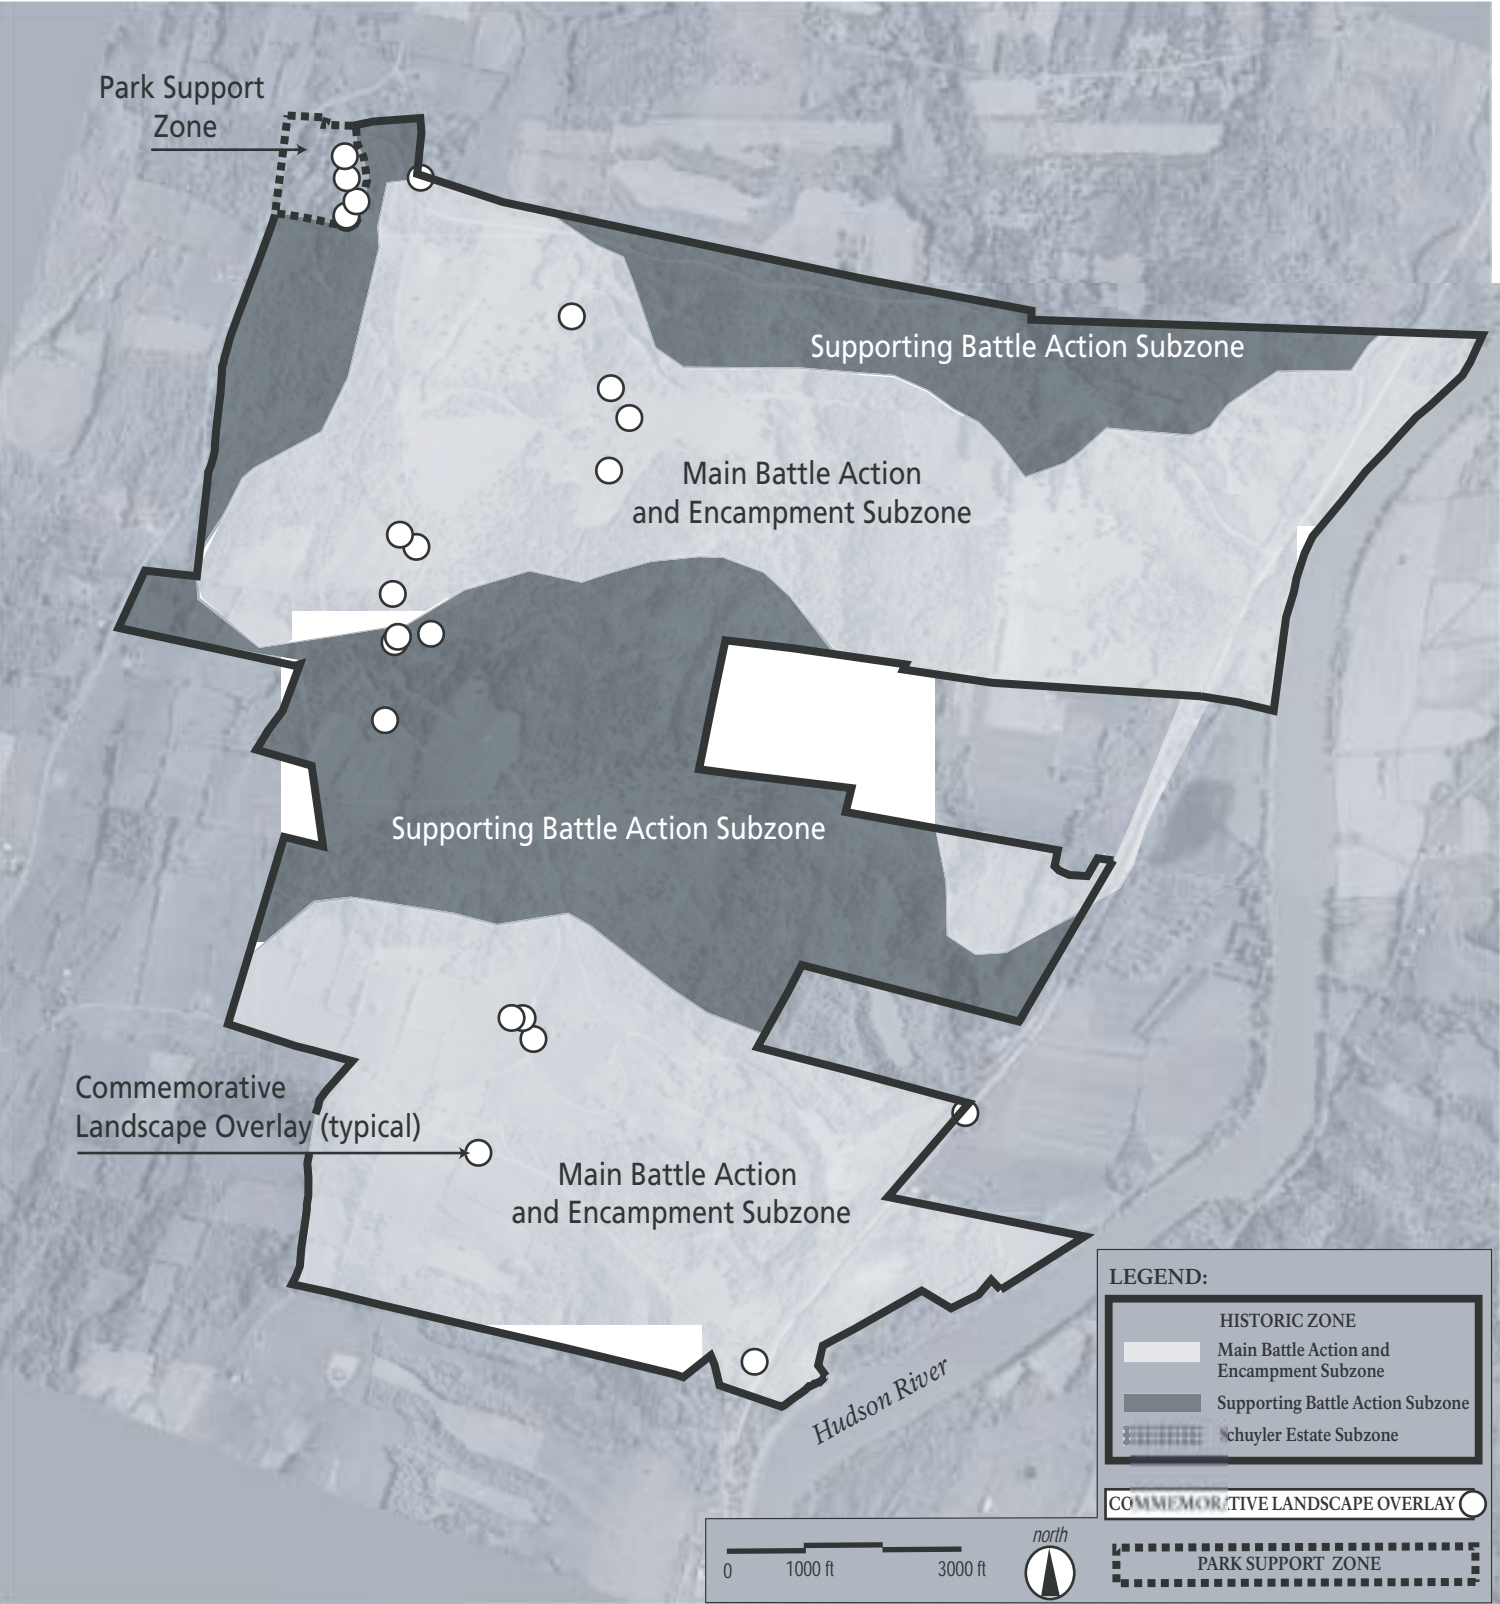 Park Support
Zone
Supporting Battle Action Subzone
Main Battle Action
and Encampment Subzone
Supporting Battle Action Subzone
Commemorative
Landscape Overlay (typical)
Main Battle Action
and Encampment Subzone
Hudson River
LEGEND:
HISTORIC ZONE
Main Battle Action and
Encampment Subzone
Supporting Battle Action Subzone
Schuyler Estate Subzone
COMMEMORATIVE LANDSCAPE OVERLAY
PARK SUPPORT ZONE
north
0 1000 ft 3000 ft